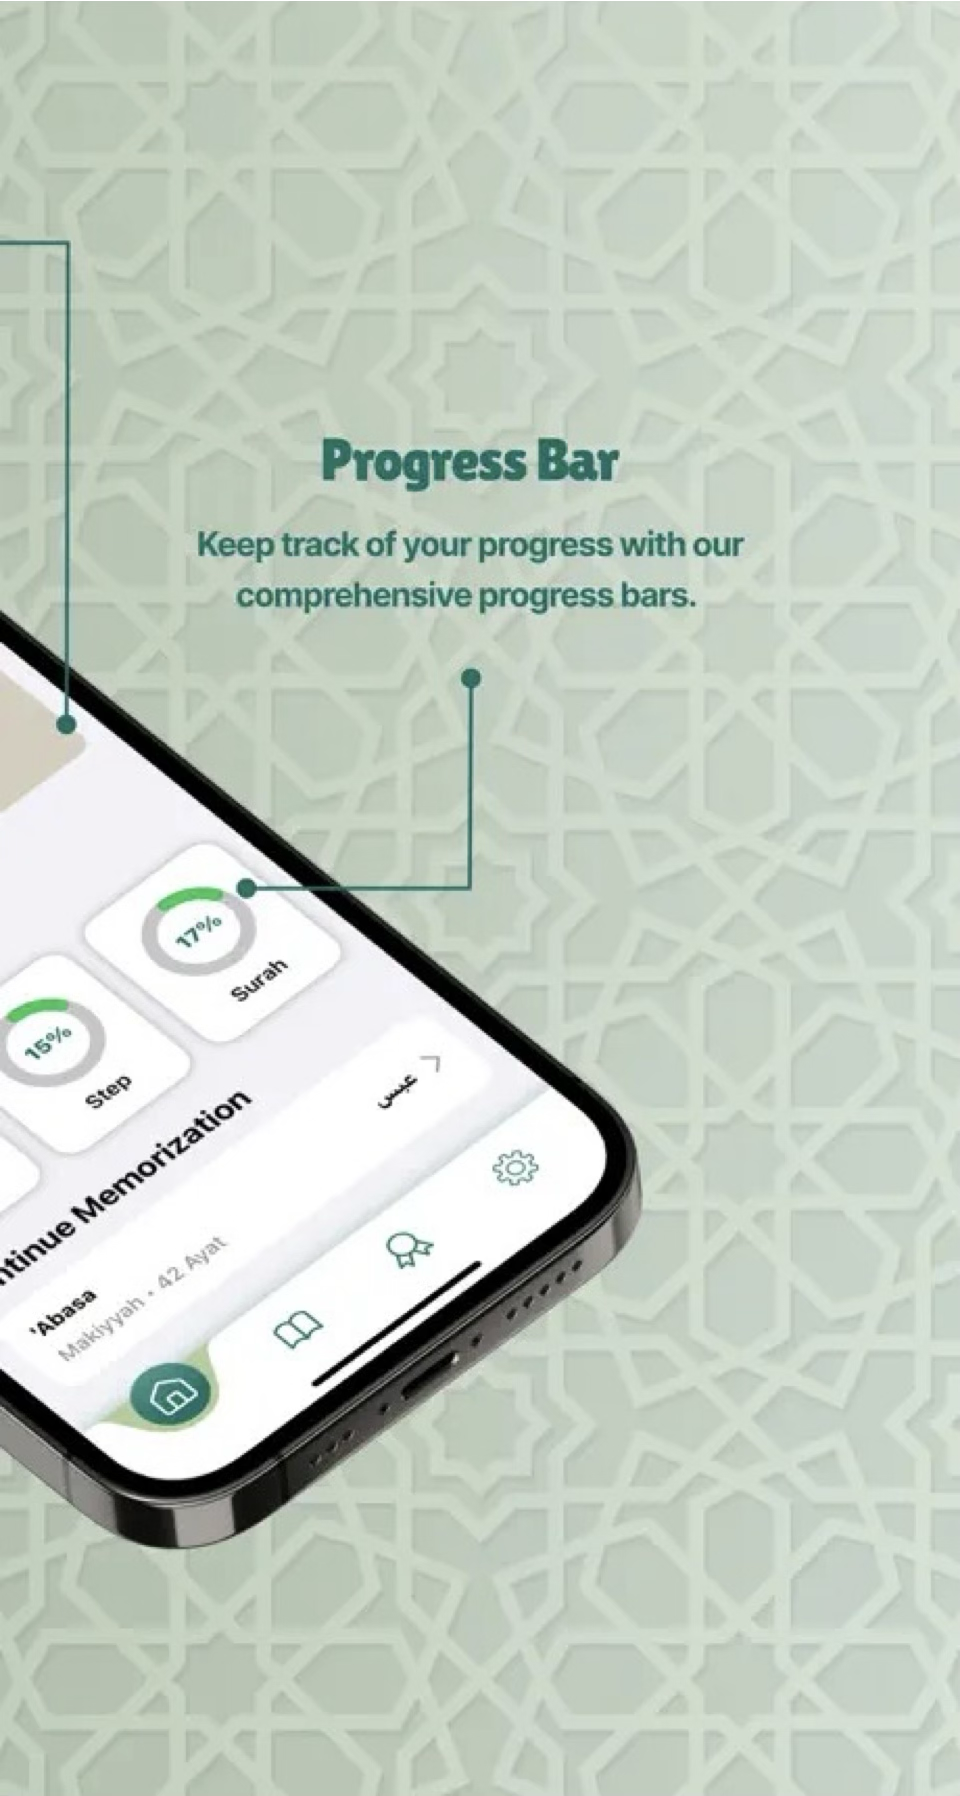 Progress Bar
Keep track of your progress with our
comprehensive progress bars.
17%
Surah
15%
Step
Memorization
'Abasa
عبس
Makiyyah • 42 Ayat